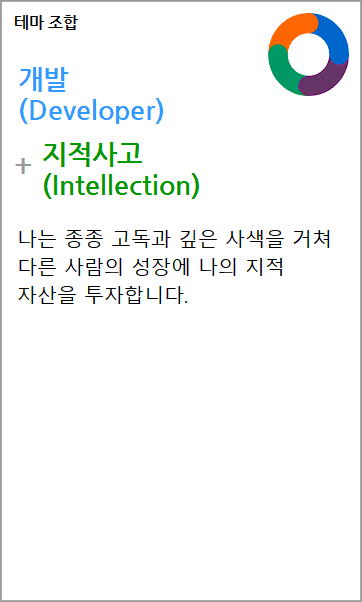 테마 조합
개발
(Developer)
+ 지적사고
(Intellection)
나는 종종 고독과 깊은 사색을 거쳐
다른 사람의 성장에 나의 지적
자산을 투자합니다.